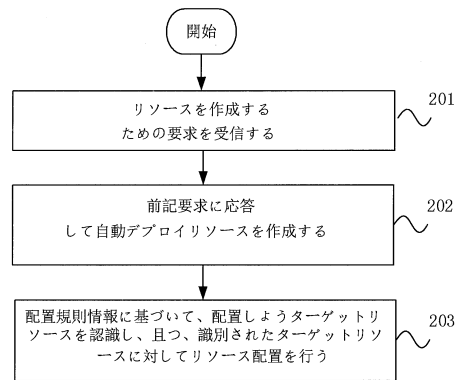 開始
リソースを作成する
ための要求を受信する
201
前記要求に応答
して自動デプロイリソースを作成する
202
配置規則情報に基づいて、配置しようターゲットリ
ソースを認識し、且つ、識別されたターゲットリソ
ースに対してリソース配置を行う
203